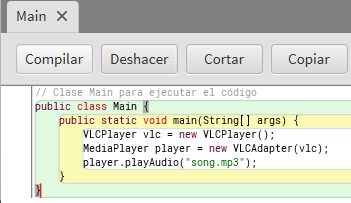 Main ×
Compilar Deshacer Cortar Copiar
// Clase Main para ejecutar el código
public class Main {
    public static void main(String[] args) {
        VLCPlayer vlc = new VLCPlayer();
        MediaPlayer player = new VLCAdapter(vlc);
        player.playAudio("song.mp3");
    }
}